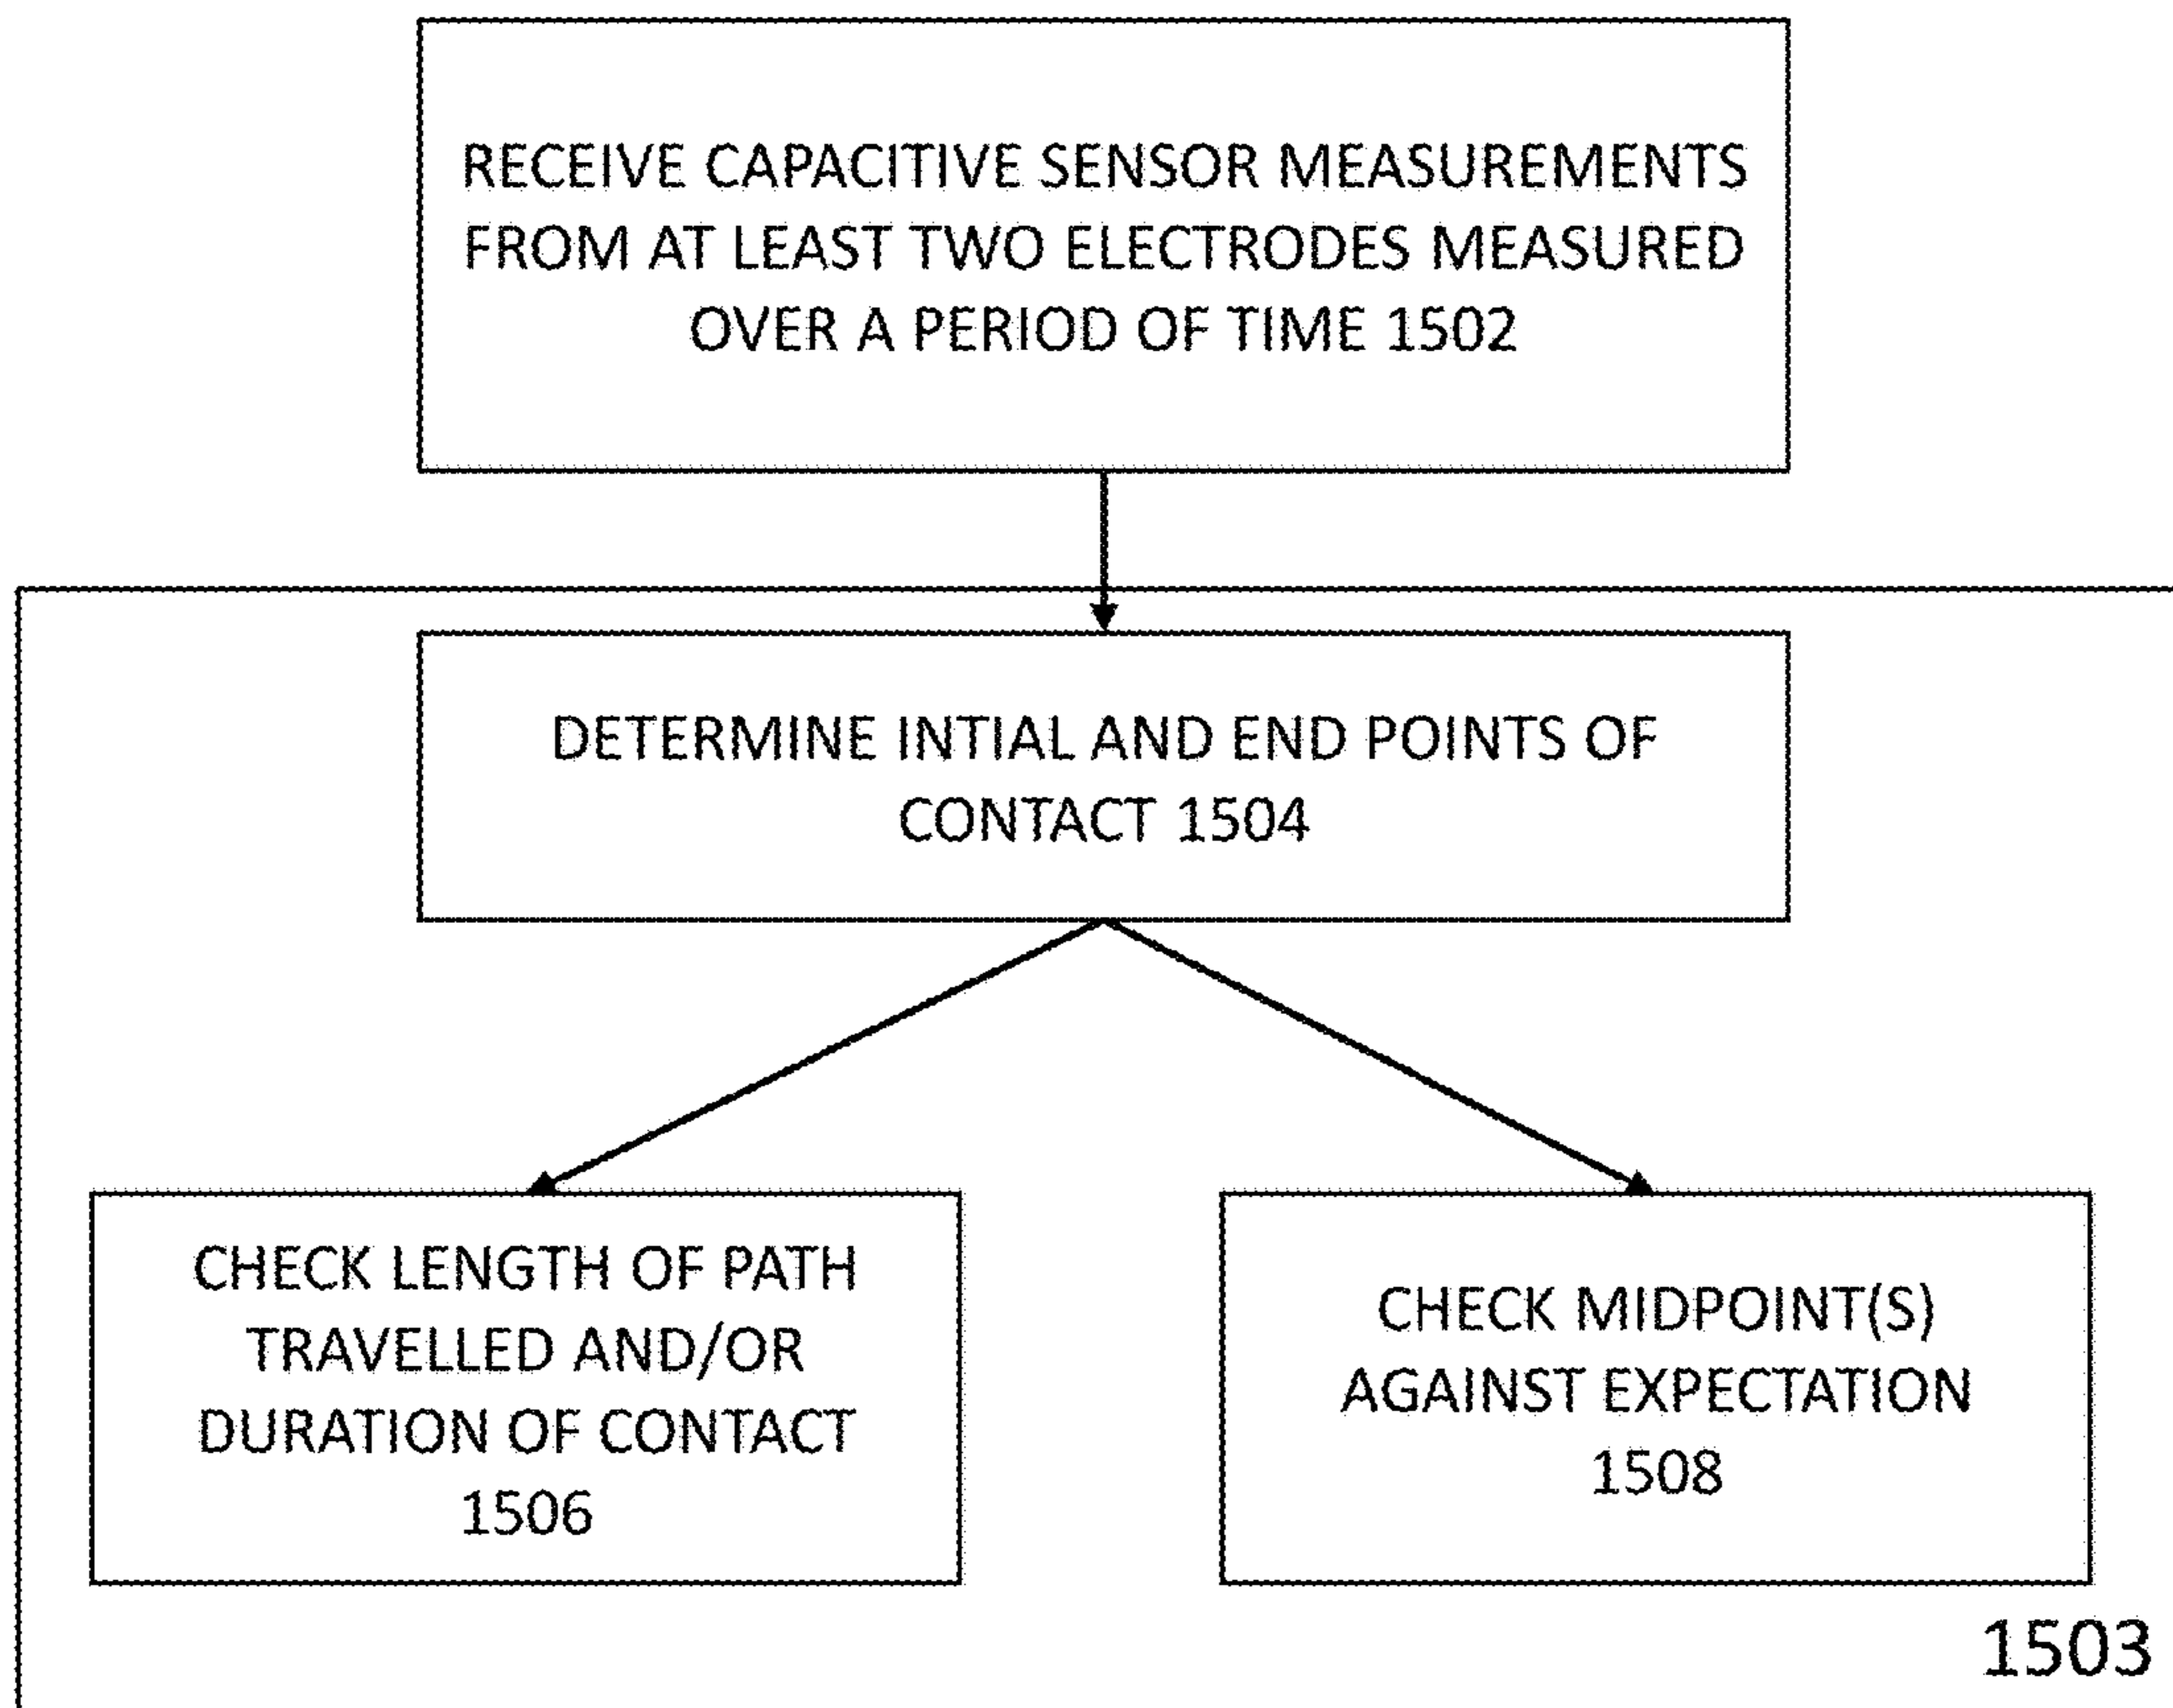 RECEIVE CAPACITIVE SENSOR MEASUREMENTS
FROM AT LEAST TWO ELECTRODES MEASURED
OVER A PERIOD OF TIME 1502
DETERMINE INTIAL AND END POINTS OF
CONTACT 1504
CHECK LENGTH OF PATH
TRAVELLED AND/OR
DURATION OF CONTACT
1506
CHECK MIDPOINT(S)
AGAINST EXPECTATION
1508
1503